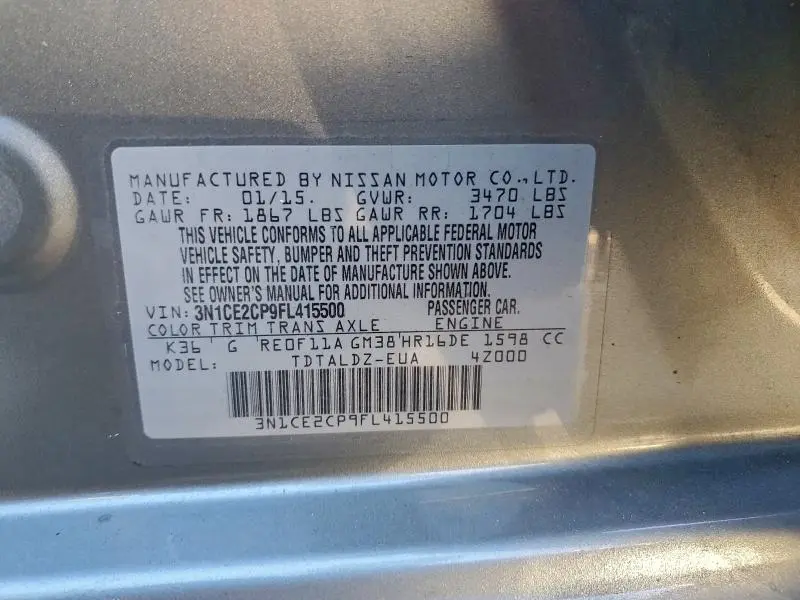 MANUFACTURED BY NISSAN MOTOR CO.,LTD.
DATE: 01/15. GVWR: 3470 LBS
GAWR FR: 1867 LBS GAWR RR: 1704 LBS
THIS VEHICLE CONFORMS TO ALL APPLICABLE FEDERAL MOTOR
VEHICLE SAFETY, BUMPER AND THEFT PREVENTION STANDARDS
IN EFFECT ON THE DATE OF MANUFACTURE SHOWN ABOVE.
SEE OWNER'S MANUAL FOR ADDITIONAL INFORMATION.
VIN: 3N1CE2CP9FL415500 PASSENGER CAR.
COLOR TRIM TRANS AXLE ENGINE
K36 G RE0F11A GM38 HR16DE 1598 CC
MODEL: TDTALDZ-EUA 4Z000
3N1CE2CP9FL415500